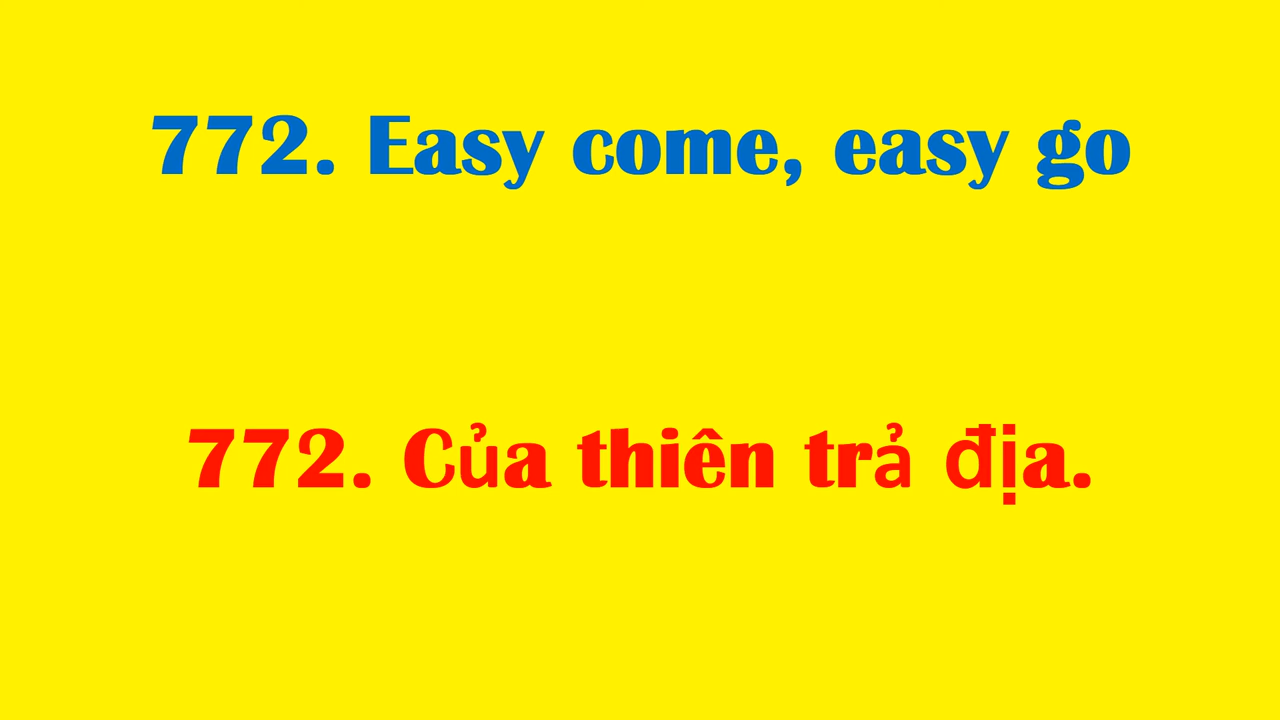 772. Easy come, easy go
772. Của thiên trả địa.